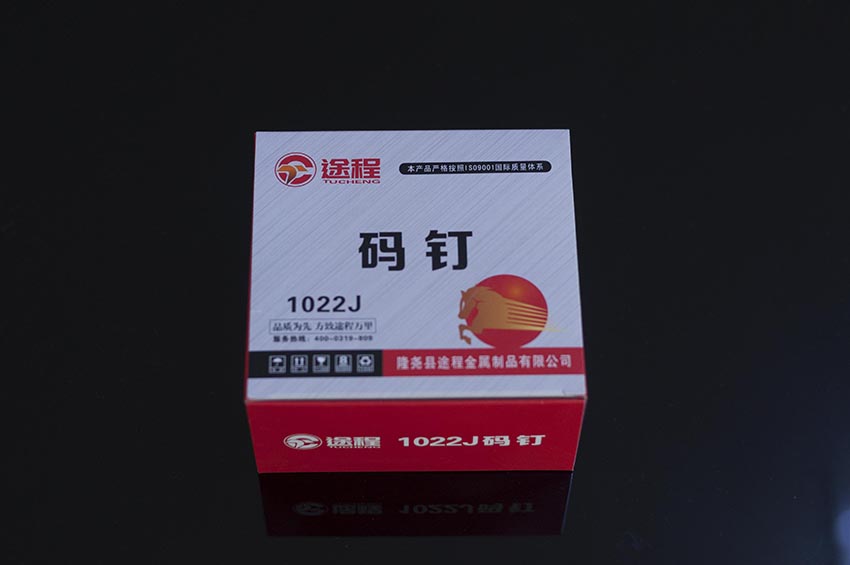 途程
TUCHENG
本产品严格按照ISO9001国际质量体系
码钉
1022J
品质为先 方致途程万里
服务热线：400-0319-809
隆尧县途程金属制品有限公司
途程
TUCHENG
1022J码钉